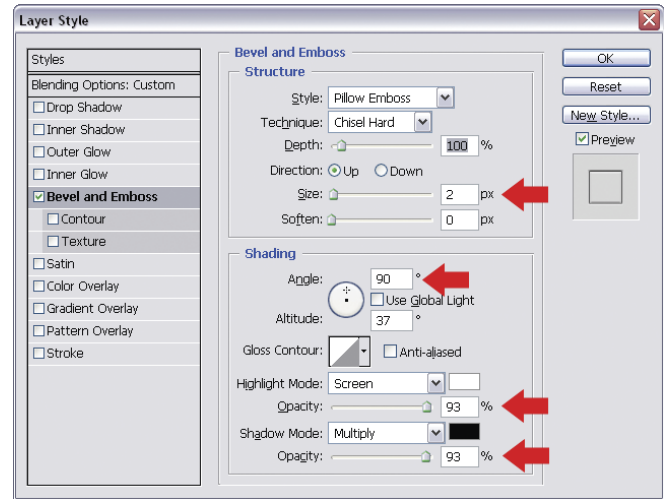 Layer Style
Styles
Blending Options: Custom
Drop Shadow
Inner Shadow
Outer Glow
Inner Glow
Bevel and Emboss
Contour
Texture
Satin
Color Overlay
Gradient Overlay
Pattern Overlay
Stroke
Bevel and Emboss
Structure
Style: Pillow Emboss
Technique: Chisel Hard
Depth: 100 %
Direction: Up Down
Size: 2 px
Soften: 0 px
Shading
Angle: 90 °
Use Global Light
Altitude: 37 °
Gloss Contour: Anti-aliased
Highlight Mode: Screen
Opacity: 93 %
Shadow Mode: Multiply
Opacity: 93 %
OK
Reset
New Style...
Preview